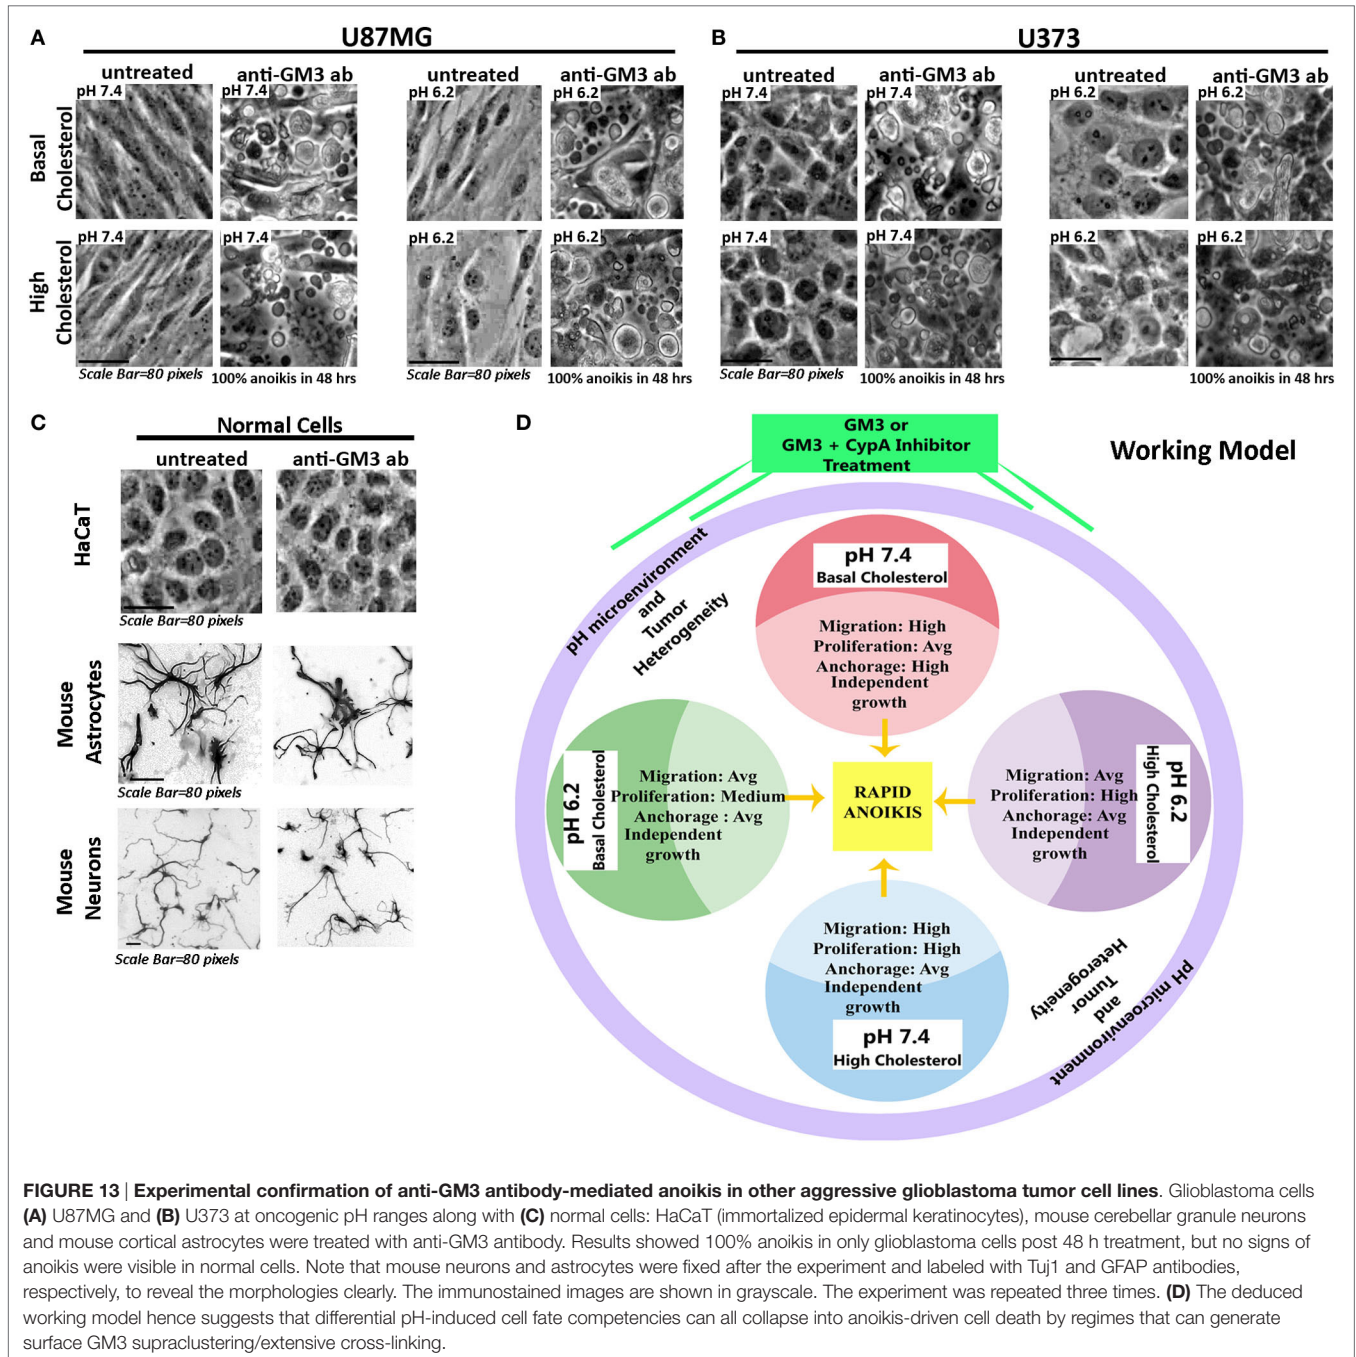 A
U87MG
untreated
anti-GM3 ab
untreated
anti-GM3 ab
Basal
Cholesterol
pH 7.4
pH 7.4
pH 6.2
pH 6.2
High
Cholesterol
pH 7.4
pH 7.4
pH 6.2
pH 6.2
Scale Bar=80 pixels
100% anoikis in 48 hrs
Scale Bar=80 pixels
100% anoikis in 48 hrs
B
U373
untreated
anti-GM3 ab
untreated
anti-GM3 ab
pH 7.4
pH 7.4
pH 6.2
pH 6.2
pH 7.4
pH 7.4
pH 6.2
pH 6.2
Scale Bar=80 pixels
100% anoikis in 48 hrs
100% anoikis in 48 hrs
C
Normal Cells
untreated
anti-GM3 ab
HaCaT
Scale Bar=80 pixels
Mouse
Astrocytes
Scale Bar=80 pixels
Mouse
Neurons
Scale Bar=80 pixels
D
GM3 or
GM3 + CypA Inhibitor
Treatment
Working Model
pH microenvironment
and
Tumor
Heterogeneity
pH 7.4
Basal Cholesterol
Migration: High
Proliferation: Avg
Anchorage: High
Independent
growth
pH 6.2
Basal Cholesterol
Migration: Avg
Proliferation: Medium
Anchorage : Avg
Independent
growth
RAPID
ANOIKIS
Migration: Avg
Proliferation: High
Anchorage: Avg
Independent
growth
pH 6.2
High Cholesterol
Migration: High
Proliferation: High
Anchorage: Avg
Independent
growth
pH 7.4
High Cholesterol
pH microenvironment
and
Tumor
Heterogeneity
FIGURE 13 | Experimental confirmation of anti-GM3 antibody-mediated anoikis in other aggressive glioblastoma tumor cell lines. Glioblastoma cells
(A) U87MG and (B) U373 at oncogenic pH ranges along with (C) normal cells: HaCaT (immortalized epidermal keratinocytes), mouse cerebellar granule neurons
and mouse cortical astrocytes were treated with anti-GM3 antibody. Results showed 100% anoikis in only glioblastoma cells post 48 h treatment, but no signs of
anoikis were visible in normal cells. Note that mouse neurons and astrocytes were fixed after the experiment and labeled with Tuj1 and GFAP antibodies,
respectively, to reveal the morphologies clearly. The immunostained images are shown in grayscale. The experiment was repeated three times. (D) The deduced
working model hence suggests that differential pH-induced cell fate competencies can all collapse into anoikis-driven cell death by regimes that can generate
surface GM3 supraclustering/extensive cross-linking.